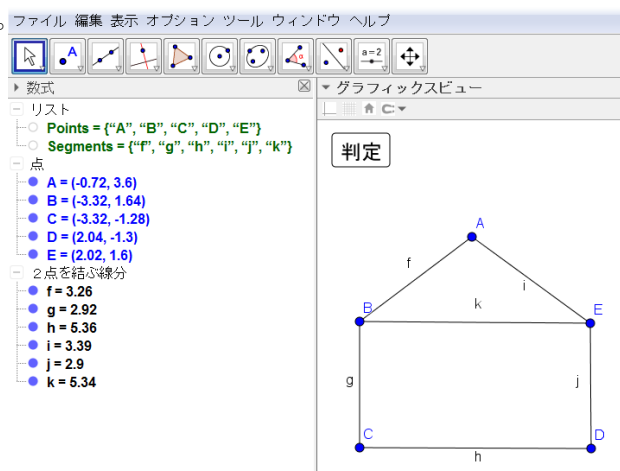 ファイル 編集 表示 オプション ツール ウィンドウ ヘルプ
A
a=2
数式
グラフィックスビュー
リスト
Points = {“A”, “B”, “C”, “D”, “E”}
Segments = {“f”, “g”, “h”, “i”, “j”, “k”}
点
A = (-0.72, 3.6)
B = (-3.32, 1.64)
C = (-3.32, -1.28)
D = (2.04, -1.3)
E = (2.02, 1.6)
2点を結ぶ線分
f = 3.26
g = 2.92
h = 5.36
i = 3.39
j = 2.9
k = 5.34
判定
A
f
i
B
k
E
g
j
C
D
h